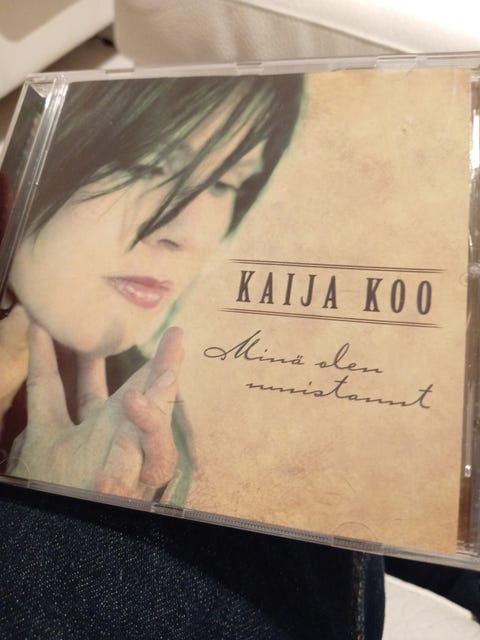 KAIJA KOO
Minä olen
muistanut